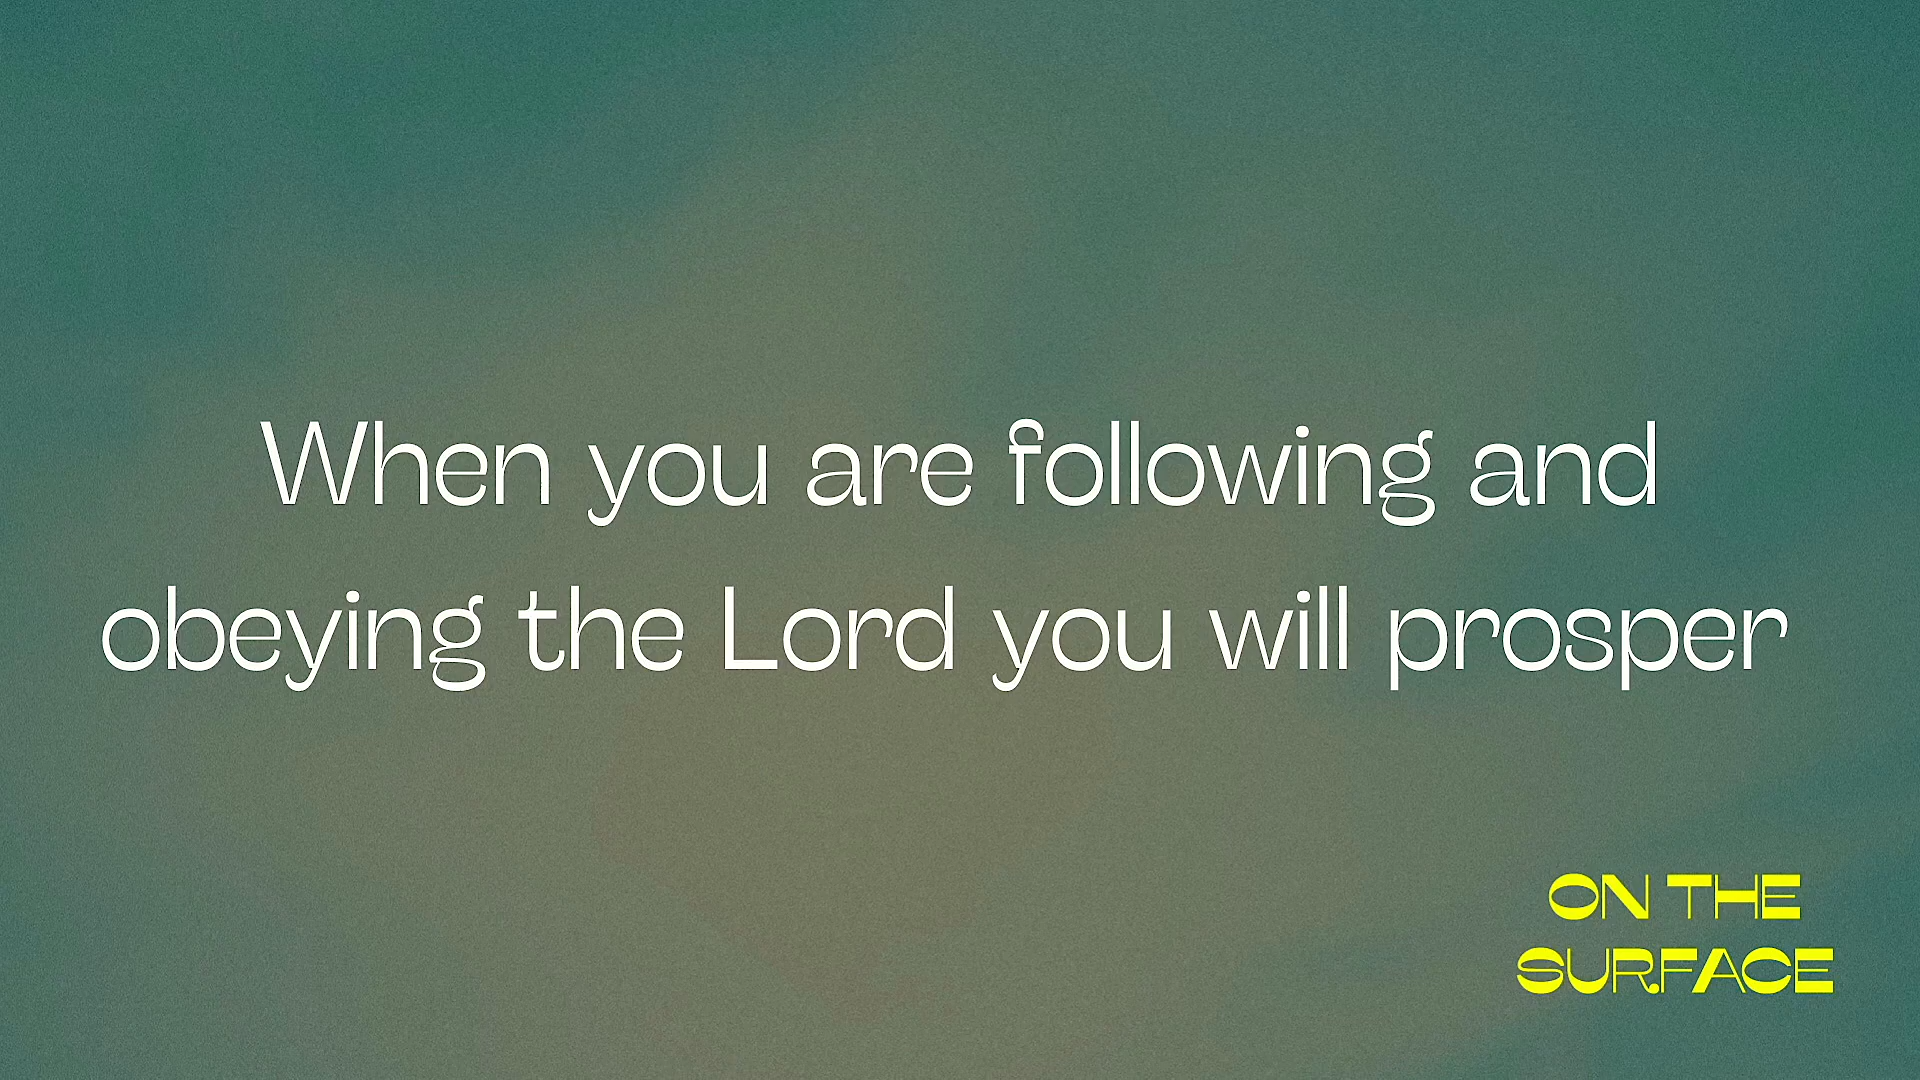 When you are following and
obeying the Lord you will prosper
ON THE
SURFACE